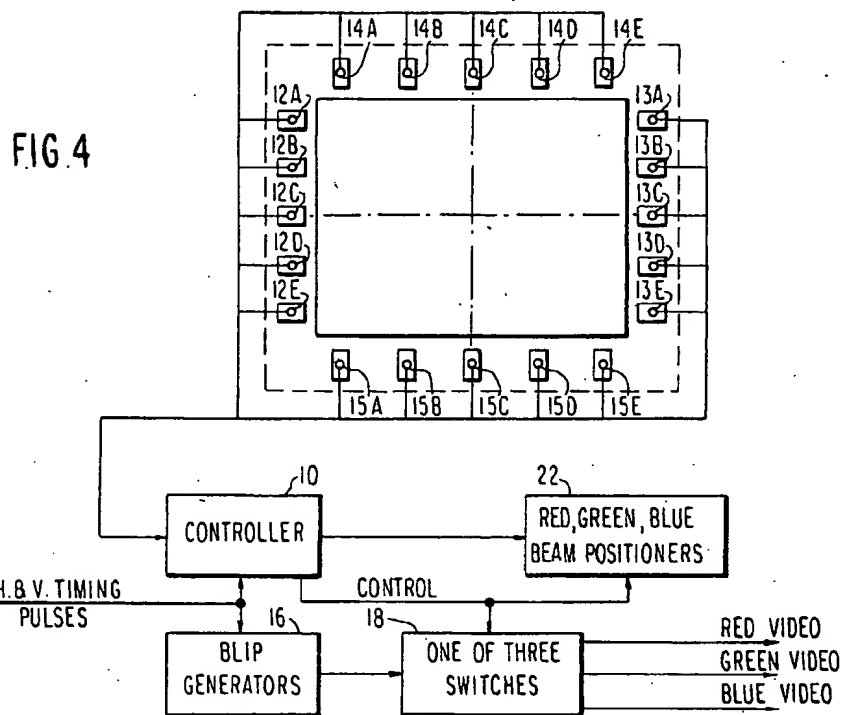 14A 14B 14C 14D 14E
12A 13A
FIG.4
12B 13B
12C 13C
12D 13D
12E 13E
15A 15B 15C 15D 15E
10 22
CONTROLLER
RED, GREEN, BLUE
BEAM POSITIONERS
H.& V. TIMING
PULSES
CONTROL
16 18
BLIP
GENERATORS
ONE OF THREE
SWITCHES
RED VIDEO
GREEN VIDEO
BLUE VIDEO